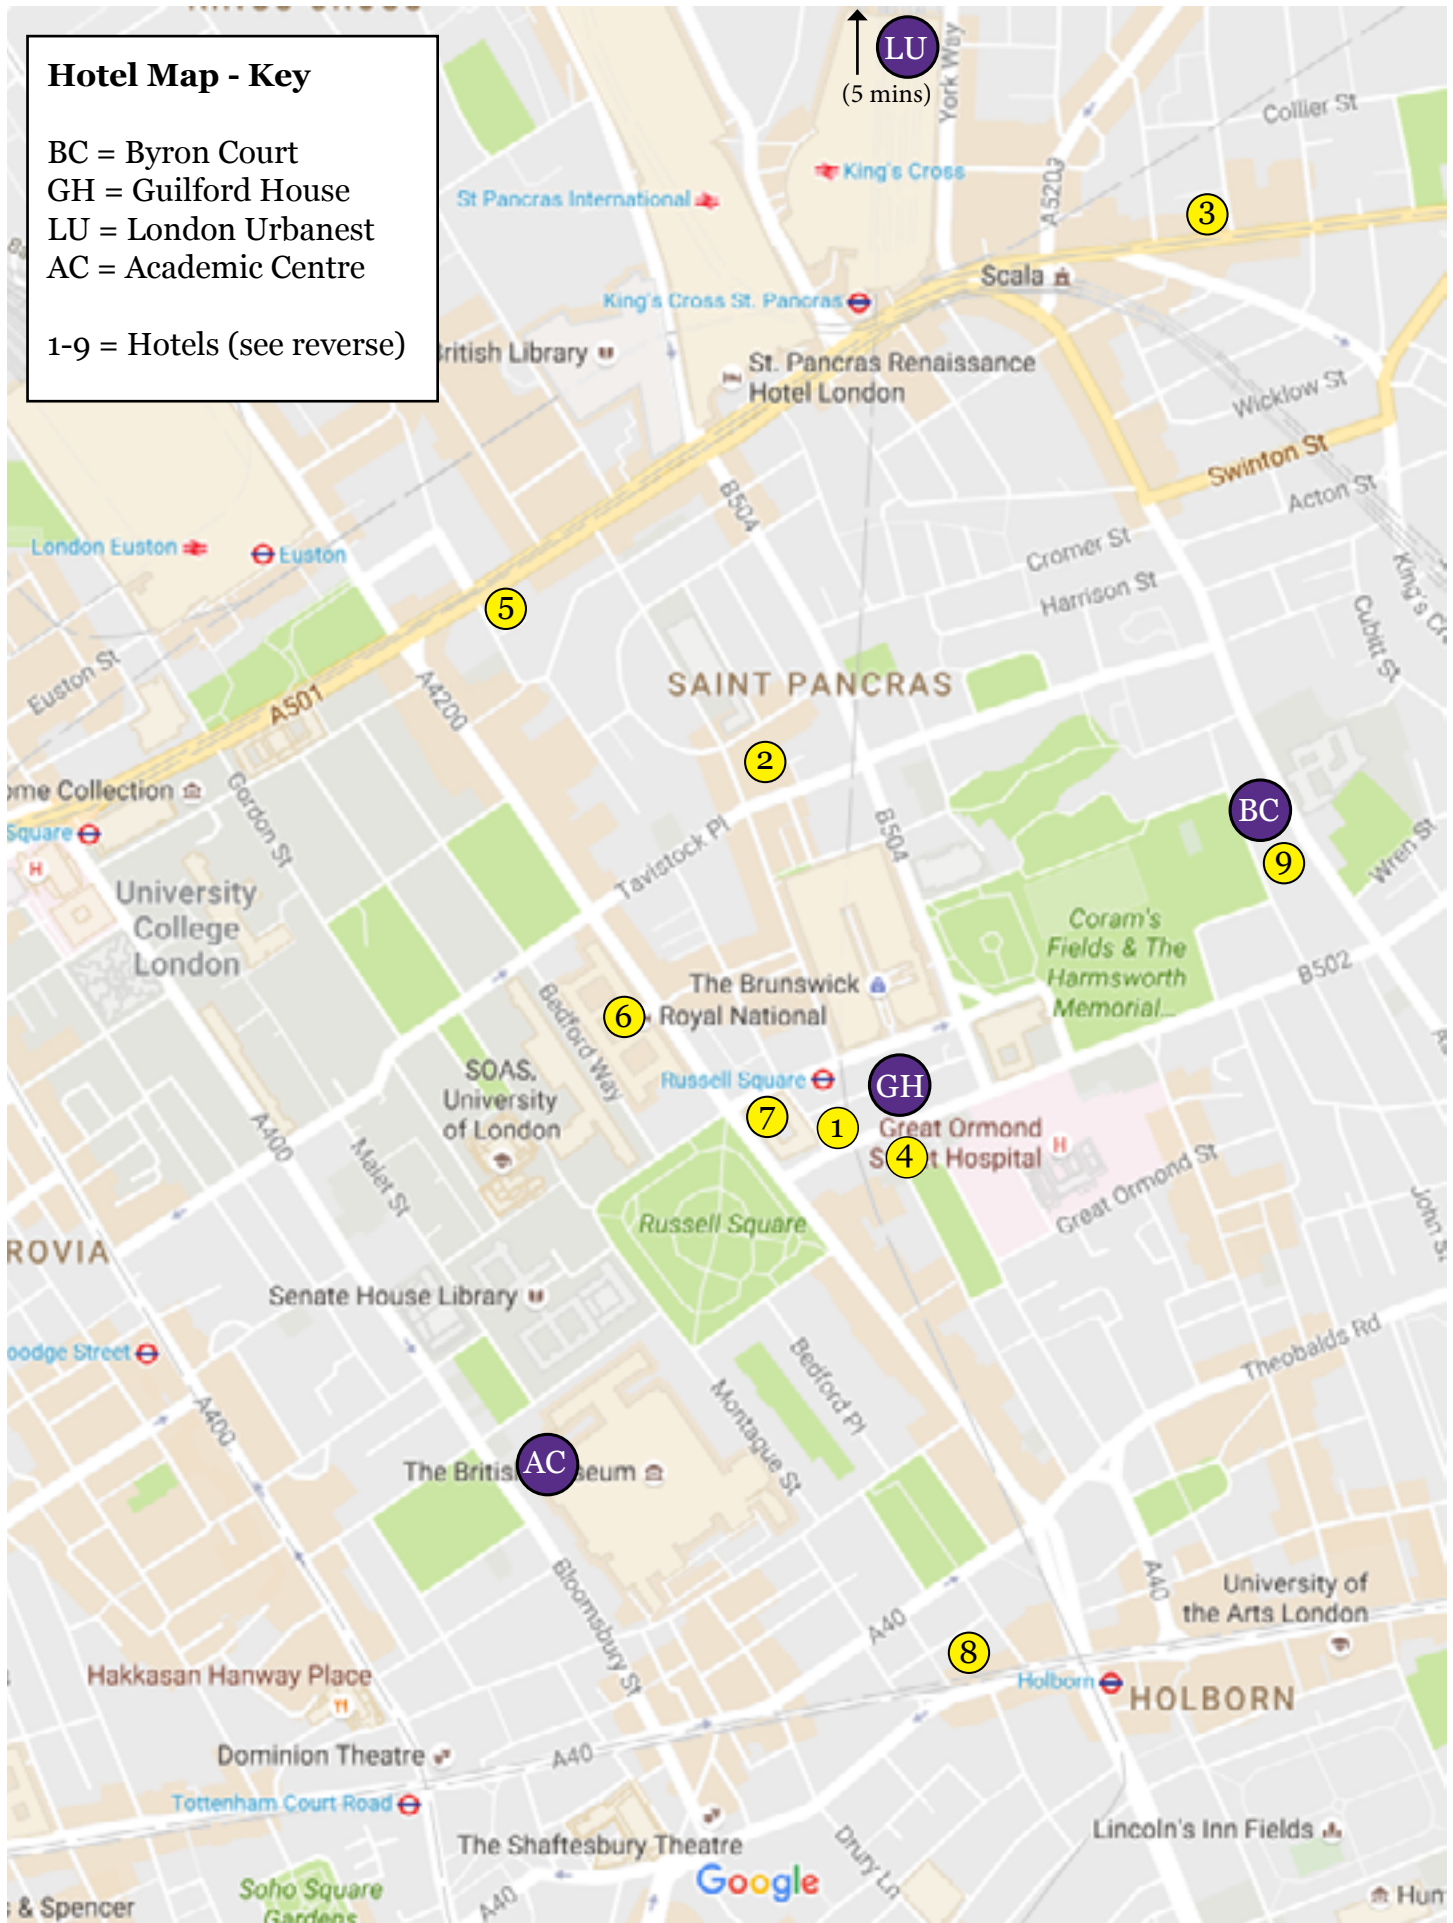 Hotel Map - Key
BC = Byron Court
GH = Guilford House
LU = London Urbanest
AC = Academic Centre
1-9 = Hotels (see reverse)
LU
(5 mins)
York Way
Collier St
King's Cross
St Pancras International
A5203
3
Scala
King's Cross St. Pancras
British Library
St. Pancras Renaissance
Hotel London
Wicklow St
Swinton St
Acton St
B504
London Euston
Euston
Cromer St
Harrison St
King's
Cubitt St
5
Euston St
A501
A4200
SAINT PANCRAS
2
ome Collection
Square
Gordon St
Tavistock Pl
B504
BC
9
Wren St
University
College
London
Coram's
Fields & The
Harmsworth
Memorial...
B502
The Brunswick
6
Royal National
Bedford Way
SOAS,
University
of London
Russell Square
GH
7
1
Great Ormond
4
Hospital
A400
Malet St
Great Ormond St
John St
Russell Square
ROVIA
Senate House Library
oodge Street
A400
Bedford Pl
Montague St
Theobalds Rd
The British
AC
seum
Bloomsbury St
A40
University of
the Arts London
A40
8
Holborn
HOLBORN
Hakkasan Hanway Place
Dominion Theatre
A40
Tottenham Court Road
The Shaftesbury Theatre
Lincoln's Inn Fields
Drury Ln
Google
Soho Square
Gardens
& Spencer
A40
Hun